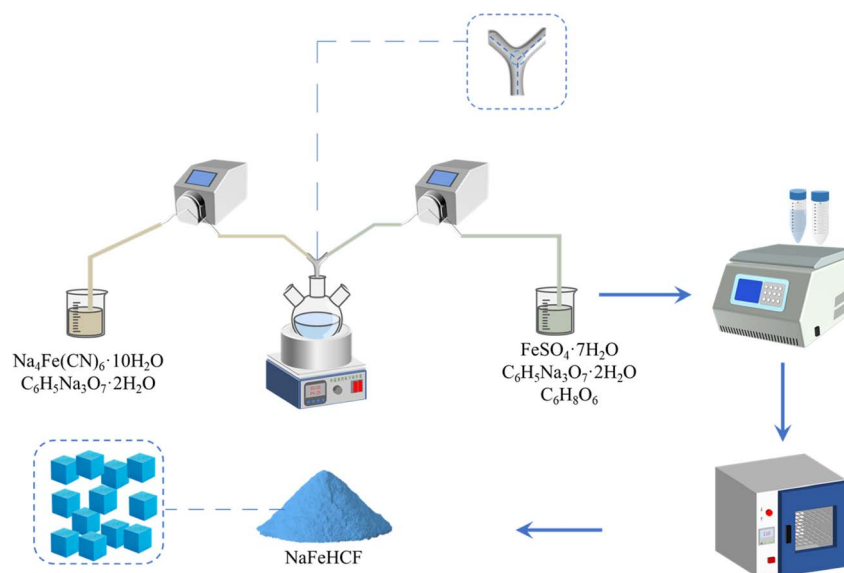 Na₄Fe(CN)₆·10H₂O
C₆H₅Na₃O₇·2H₂O
FeSO₄·7H₂O
C₆H₅Na₃O₇·2H₂O
C₆H₈O₆
NaFeHCF